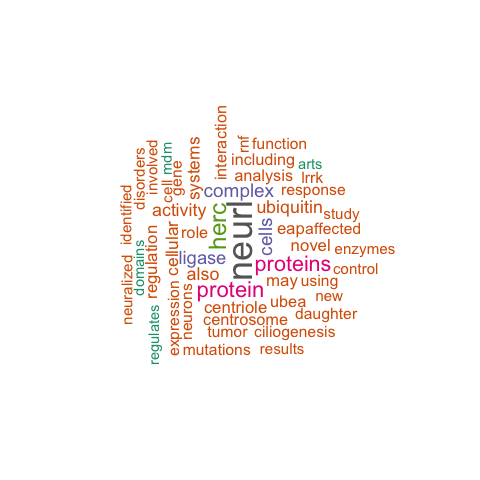 interaction
rnf
function
systems
mdm
involved
disorders
including
arts
gene
cell
analysis
lrrk
complex
response
identified
activity
herc
neurl
ubiquitin
study
role
cells
eap
affected
cellular
regulation
domains
neuralized
ligase
novel
enzymes
also
proteins
control
protein
may
using
expression
neurons
centriole
ubea
new
regulates
centrosome
daughter
tumor
ciliogenesis
mutations
results